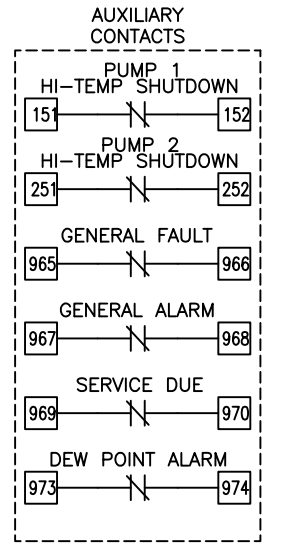 AUXILIARY
CONTACTS
PUMP 1
HI-TEMP SHUTDOWN
151 152
PUMP 2
HI-TEMP SHUTDOWN
251 252
GENERAL FAULT
965 966
GENERAL ALARM
967 968
SERVICE DUE
969 970
DEW POINT ALARM
973 974